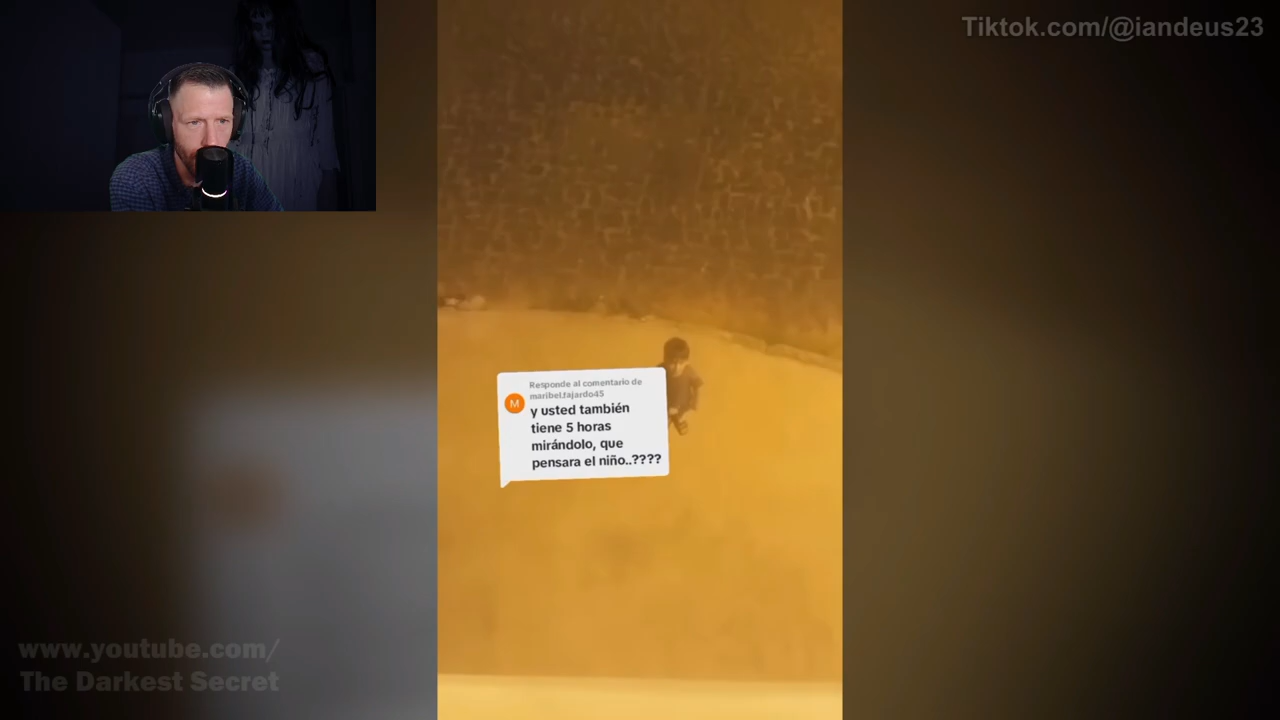 Tiktok.com/@iandeus23
Responde al comentario de
maribel.fajardo45
M
y usted también
tiene 5 horas
mirándolo, que
pensara el niño..????
www.youtube.com/
The Darkest Secret